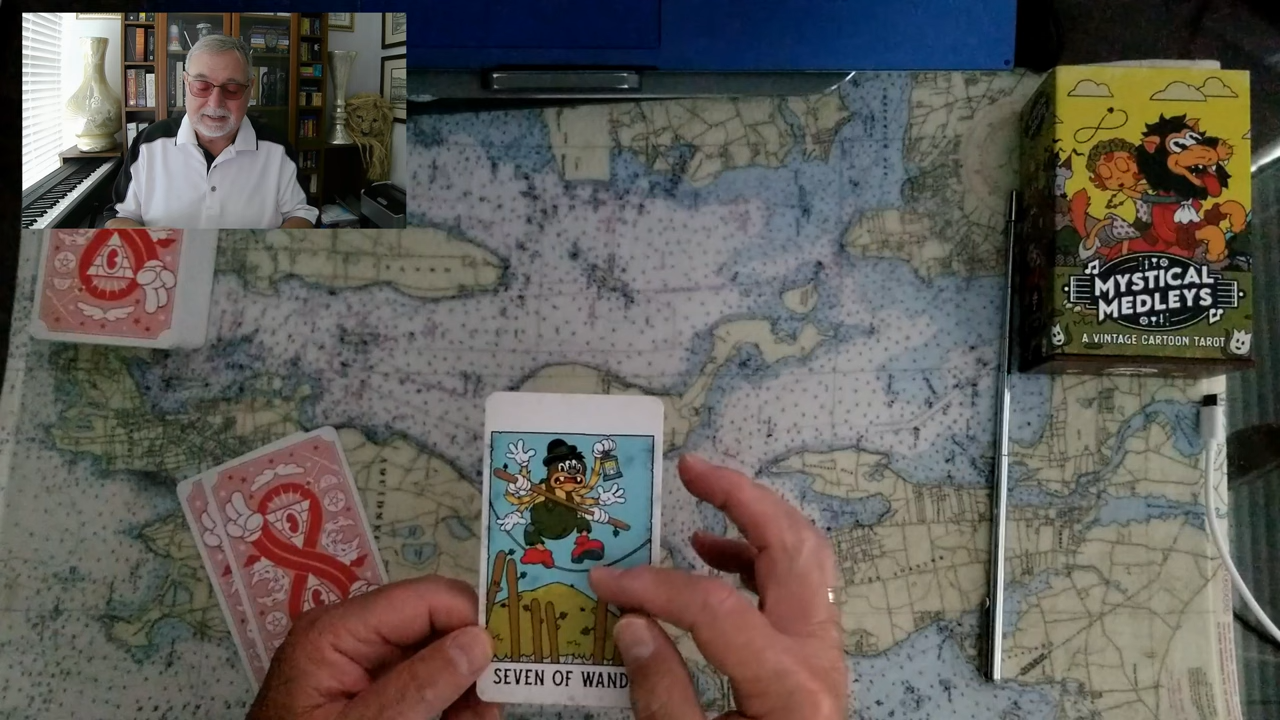 MYSTICAL
MEDLEYS
A VINTAGE CARTOON TAROT
SEVEN OF WAND